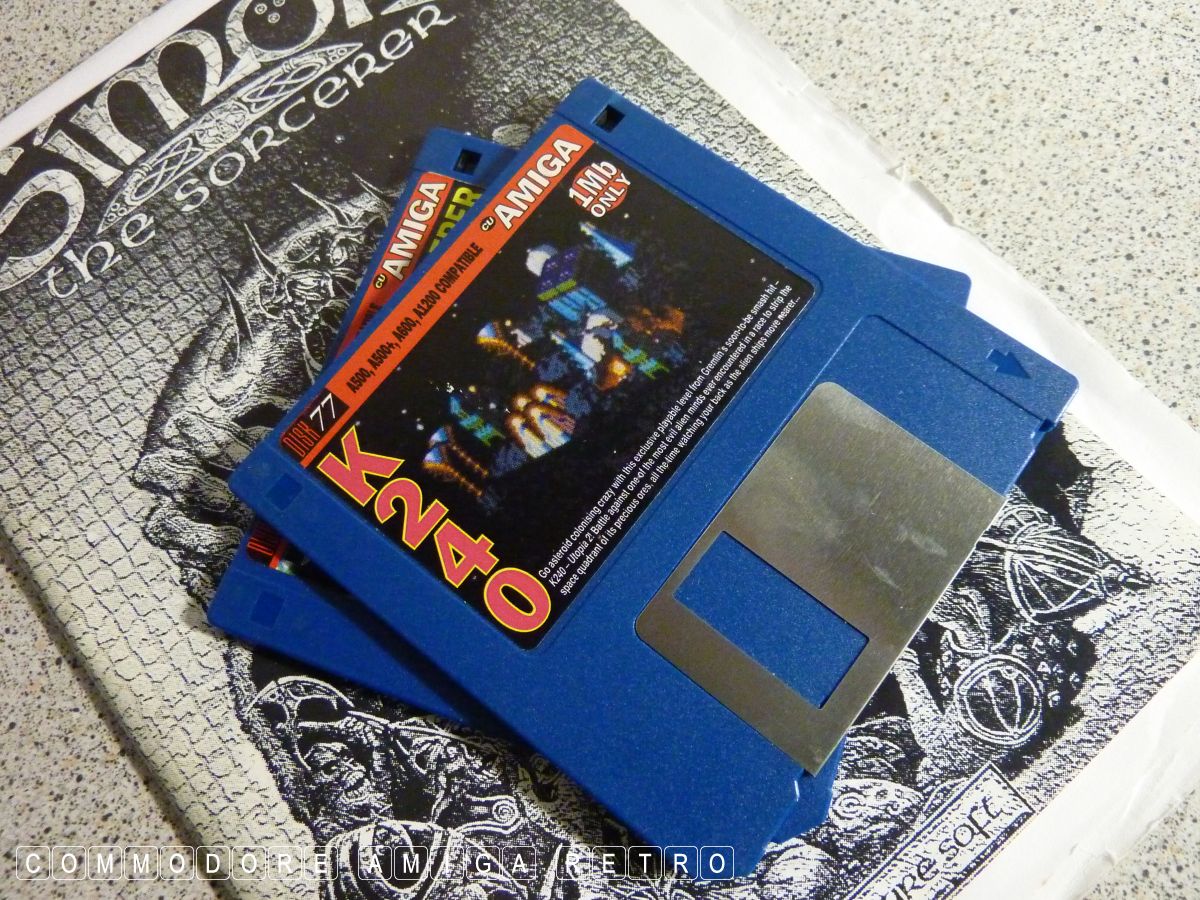 Simon
the SORCERER
CU AMIGA
CU AMIGA
1Mb
ONLY
DISK 77
A500, A500+, A600, A1200 COMPATIBLE
K240
Go asteroid colonising crazy with this exclusive playable level from Gremlin's soon-to-be smash hit –
K240 – Utopia 2! Battle against one of the most evil alien minds ever encountered in a race to strip the
space quadrant of its precious ores, all the time watching your back as the alien ships move nearer...
COMMODORE AMIGA RETRO